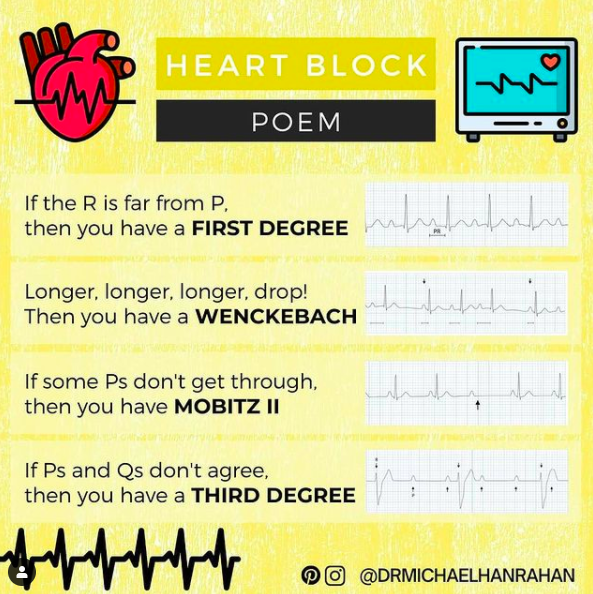 HEART BLOCK
POEM
If the R is far from P,
then you have a FIRST DEGREE
PR
Longer, longer, longer, drop!
Then you have a WENCKEBACH
If some Ps don't get through,
then you have MOBITZ II
If Ps and Qs don't agree,
then you have a THIRD DEGREE
@DRMICHAELHANRAHAN